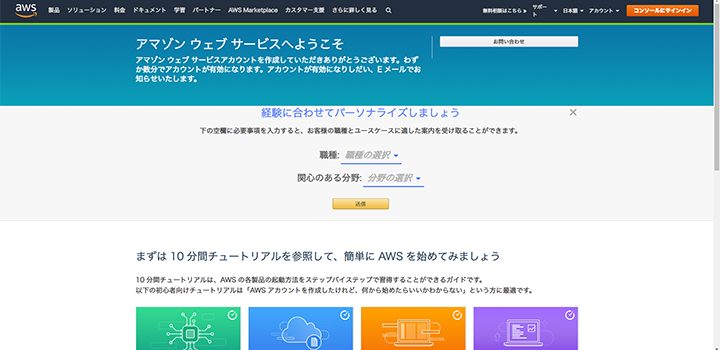 aws
製品 ソリューション 料金 ドキュメント 学習 パートナー AWS Marketplace カスタマー支援 さらに詳しく見る
無料相談はこちら サポート 日本語 アカウント コンソールにサインイン
アマゾン ウェブ サービスへようこそ
お問い合わせ
アマゾン ウェブ サービスアカウントを作成していただきありがとうございます。わず
か数分でアカウントが有効になります。アカウントが有効になりしだい、E メールでお
知らせいたします。
経験に合わせてパーソナライズしましょう
下の空欄に必要事項を入力すると、お客様の職種とユースケースに適した案内を受け取ることができます。
職種: 職種の選択
関心のある分野: 分野の選択
送信
まずは 10 分間チュートリアルを参照して、簡単に AWS を始めてみましょう
10 分間チュートリアルは、AWS の各製品の起動方法をステップバイステップで習得することができるガイドです。
以下の初心者向けチュートリアルは「AWS アカウントを作成したけれど、何から始めたらいいかわからない」という方に最適です。